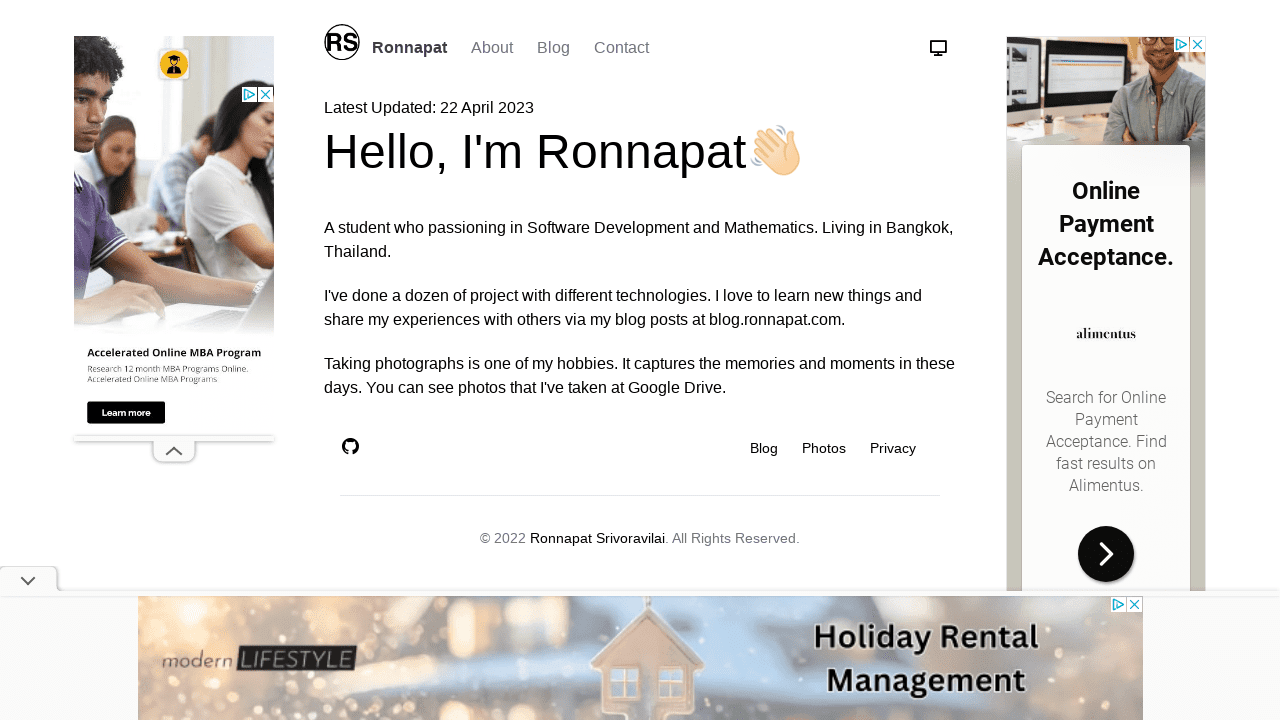 RS
Ronnapat About Blog Contact
Latest Updated: 22 April 2023
Hello, I'm Ronnapat👋🏼
A student who passioning in Software Development and Mathematics. Living in Bangkok,
Thailand.
I've done a dozen of project with different technologies. I love to learn new things and
share my experiences with others via my blog posts at blog.ronnapat.com.
Taking photographs is one of my hobbies. It captures the memories and moments in these
days. You can see photos that I've taken at Google Drive.
Blog Photos Privacy
© 2022 Ronnapat Srivoravilai. All Rights Reserved.
Accelerated Online MBA Program
Research 12 month MBA Programs Online.
Accelerated Online MBA Programs
Learn more
Online
Payment
Acceptance.
alimentus
Search for Online
Payment
Acceptance. Find
fast results on
Alimentus.
modern LIFESTYLE
Holiday Rental
Management